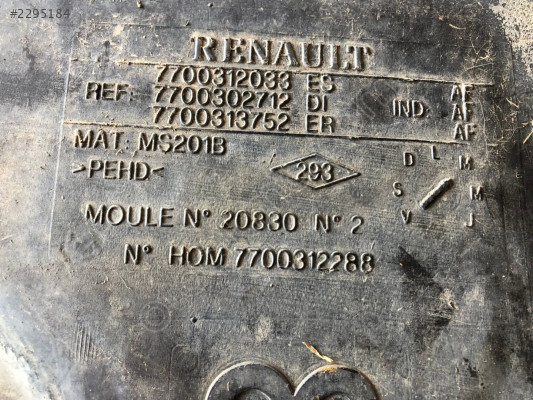 #2295184
RENAULT
7700312033 ES AF
REF: 7700302712 DI IND: AF
7700313752 ER AF
MAT: MS201B
>PEHD<
293
D L M
S M
V J
MOULE N° 20830 N° 2
N° HOM 7700312288